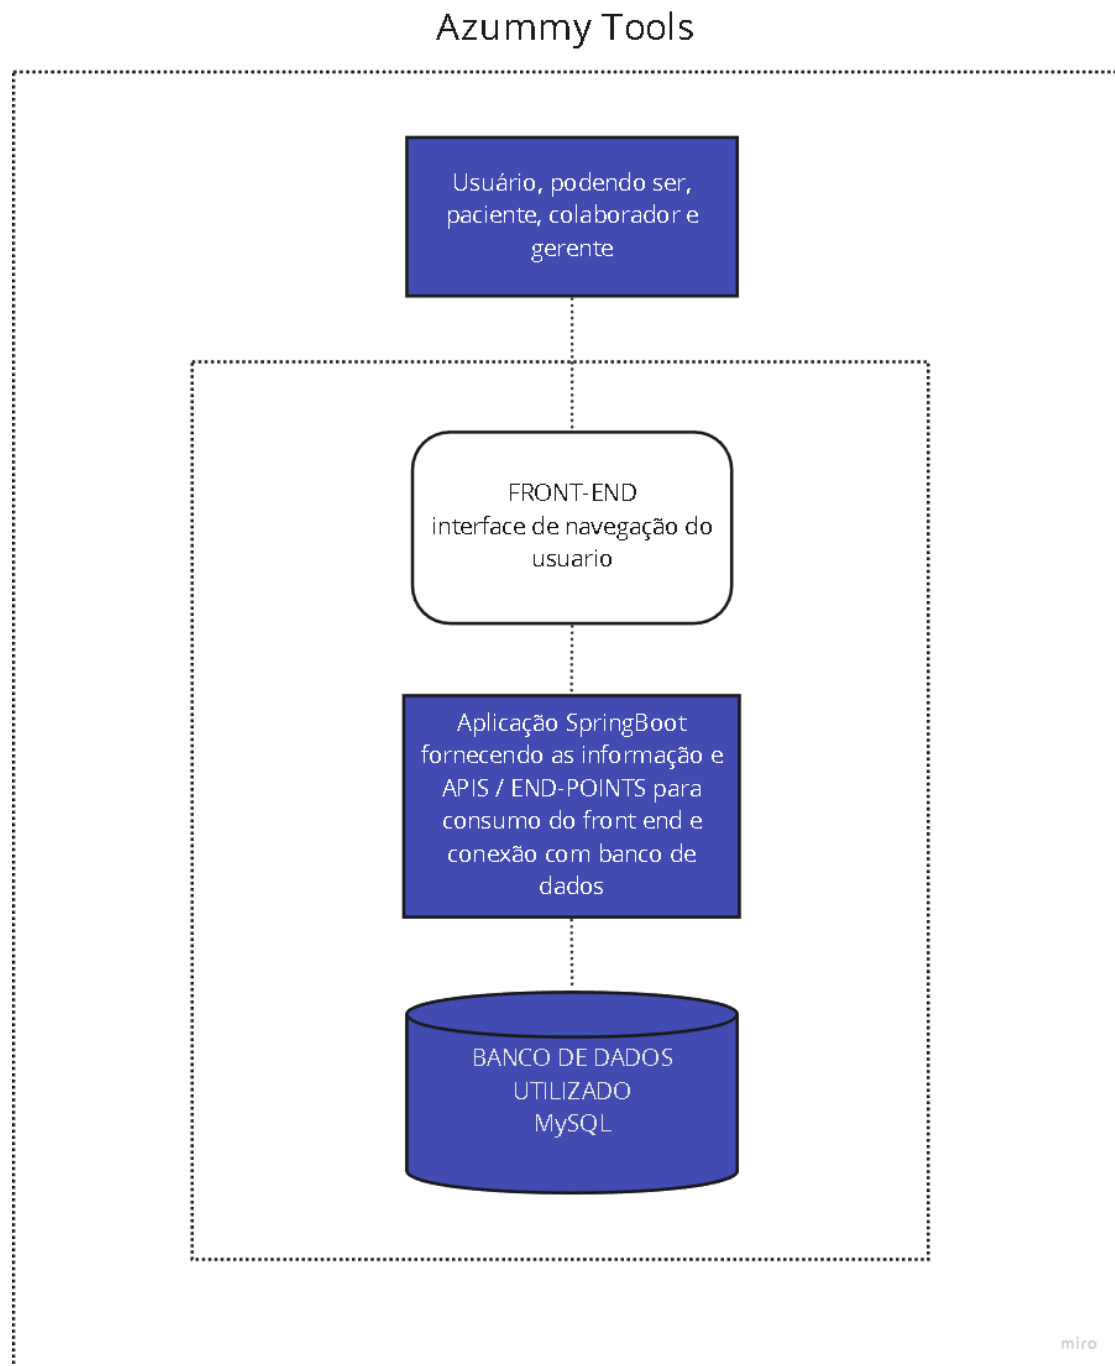 Azummy Tools
Usuário, podendo ser,
paciente, colaborador e
gerente
FRONT-END
interface de navegação do
usuario
Aplicação SpringBoot
fornecendo as informação e
APIS / END-POINTS para
consumo do front end e
conexão com banco de
dados
BANCO DE DADOS
UTILIZADO
MySQL
miro